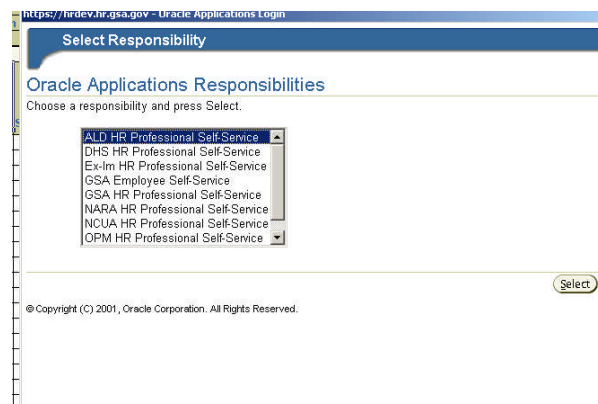 https://hrdev.hr.gsa.gov - Oracle Applications Login
Select Responsibility
Oracle Applications Responsibilities
Choose a responsibility and press Select.
ALD HR Professional Self-Service
DHS HR Professional Self-Service
Ex-Im HR Professional Self-Service
GSA Employee Self-Service
GSA HR Professional Self-Service
NARA HR Professional Self-Service
NCUA HR Professional Self-Service
OPM HR Professional Self-Service
Select
© Copyright (C) 2001, Oracle Corporation. All Rights Reserved.